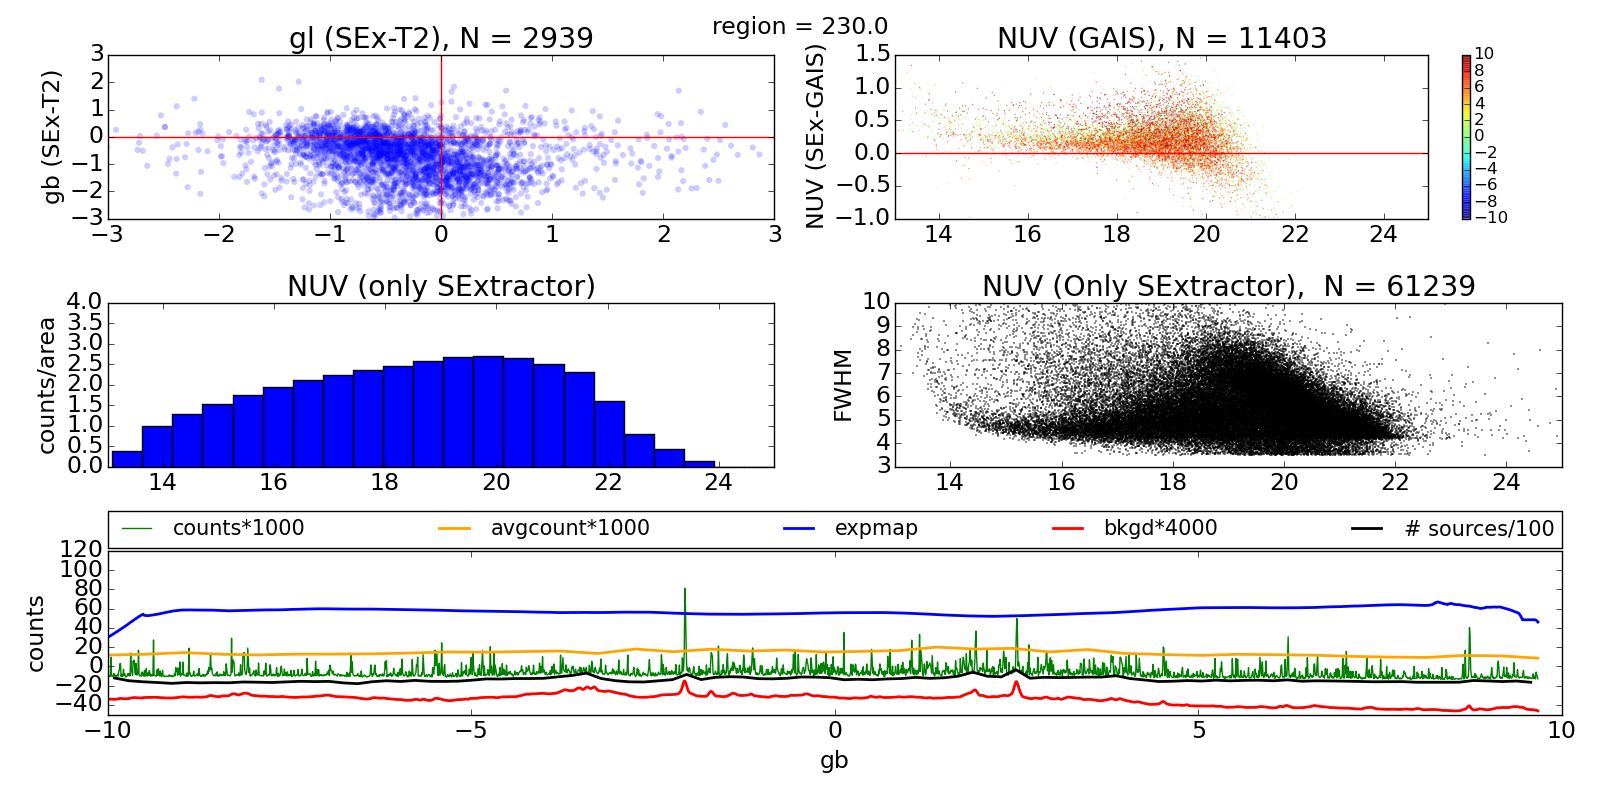 region = 230.0
gl (SEx-T2), N = 2939
gb (SEx-T2)
3
2
1
0
−1
−2
−3
−3 −2 −1 0 1 2 3
NUV (GAIS), N = 11403
NUV (SEx-GAIS)
1.5
1.0
0.5
0.0
−0.5
−1.0
14 16 18 20 22 24
10
8
6
4
2
0
−2
−4
−6
−8
−10
NUV (only SExtractor)
counts/area
4.0
3.5
3.0
2.5
2.0
1.5
1.0
0.5
0.0
14 16 18 20 22 24
NUV (Only SExtractor),  N = 61239
FWHM
10
9
8
7
6
5
4
3
14 16 18 20 22 24
counts*1000 avgcount*1000 expmap bkgd*4000 # sources/100
counts
120
100
80
60
40
20
0
−20
−40
−10 −5 0 5 10
gb